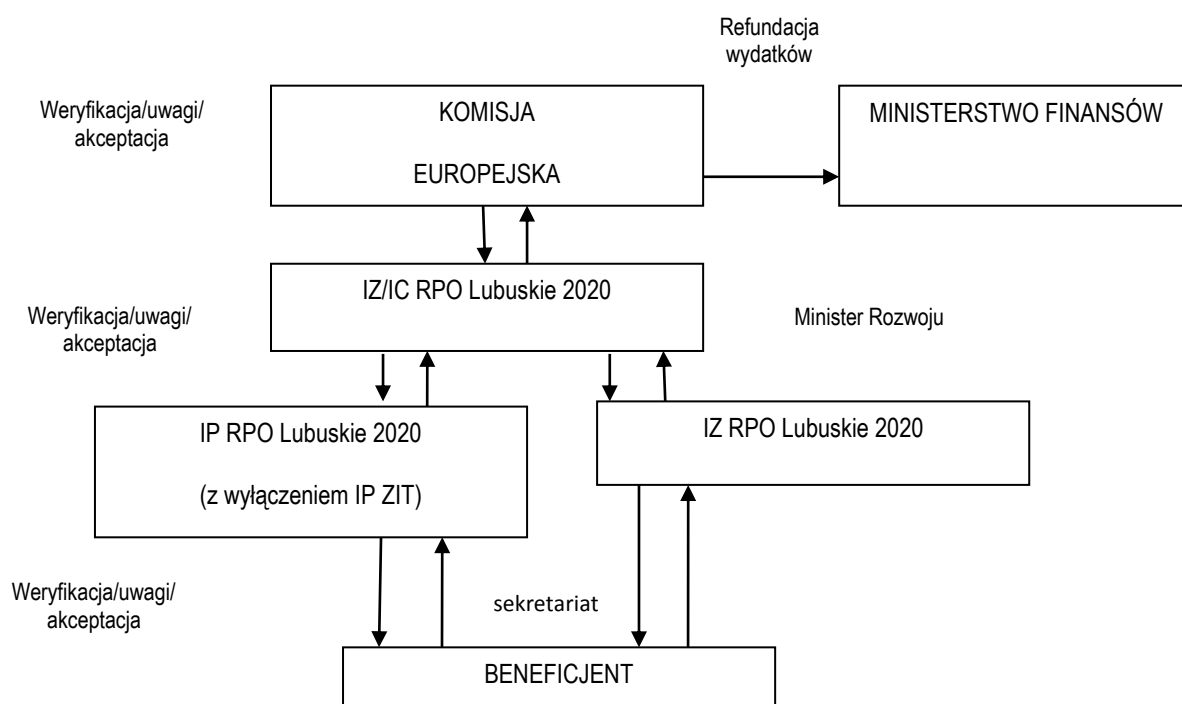 Refundacja
wydatków
Weryfikacja/uwagi/
akceptacja
KOMISJA
EUROPEJSKA
MINISTERSTWO FINANSÓW
IZ/IC RPO Lubuskie 2020
Weryfikacja/uwagi/
akceptacja
Minister Rozwoju
IP RPO Lubuskie 2020
(z wyłączeniem IP ZIT)
IZ RPO Lubuskie 2020
Weryfikacja/uwagi/
akceptacja
sekretariat
BENEFICJENT